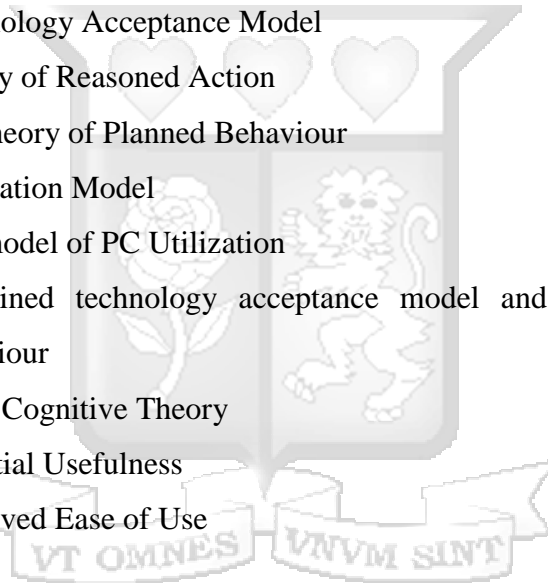 nology Acceptance Model
y of Reasoned Action
heory of Planned Behaviour
ation Model
nodel of PC Utilization
ined technology acceptance model and
iour
Cognitive Theory
tial Usefulness
ved Ease of Use
VT OMNES VNVM SINT